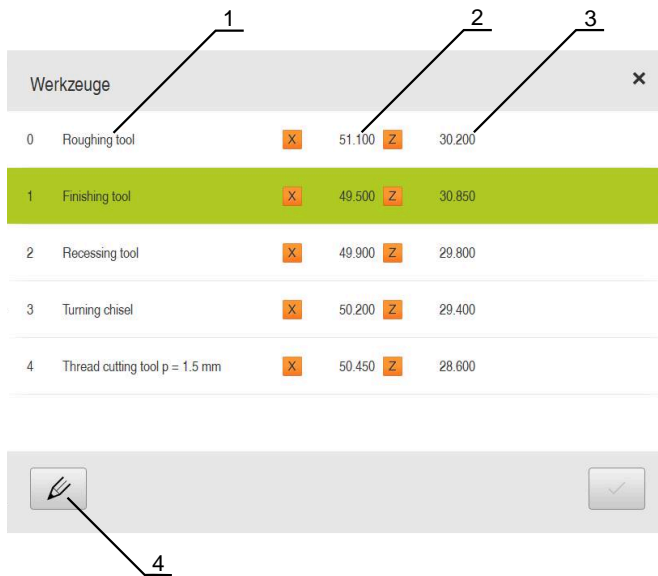 1 2 3
Werkzeuge ×
0 Roughing tool X 51.100 Z 30.200
1 Finishing tool X 49.500 Z 30.850
2 Recessing tool X 49.900 Z 29.800
3 Turning chisel X 50.200 Z 29.400
4 Thread cutting tool p = 1.5 mm X 50.450 Z 28.600
4